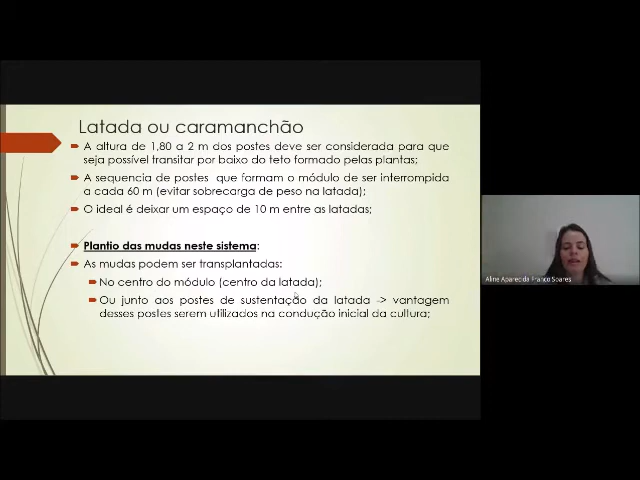 Latada ou caramanchão
A altura de 1,80 a 2 m dos postes deve ser considerada para que
seja possível transitar por baixo do teto formado pelas plantas;
A sequencia de postes que formam o módulo de ser interrompida
a cada 60 m (evitar sobrecarga de peso na latada);
O ideal é deixar um espaço de 10 m entre as latadas;
Plantio das mudas neste sistema:
As mudas podem ser transplantadas:
No centro do módulo (centro da latada);
Ou junto aos postes de sustentação da latada -> vantagem
desses postes serem utilizados na condução inicial da cultura;
Aline Aparecida Franco Soares